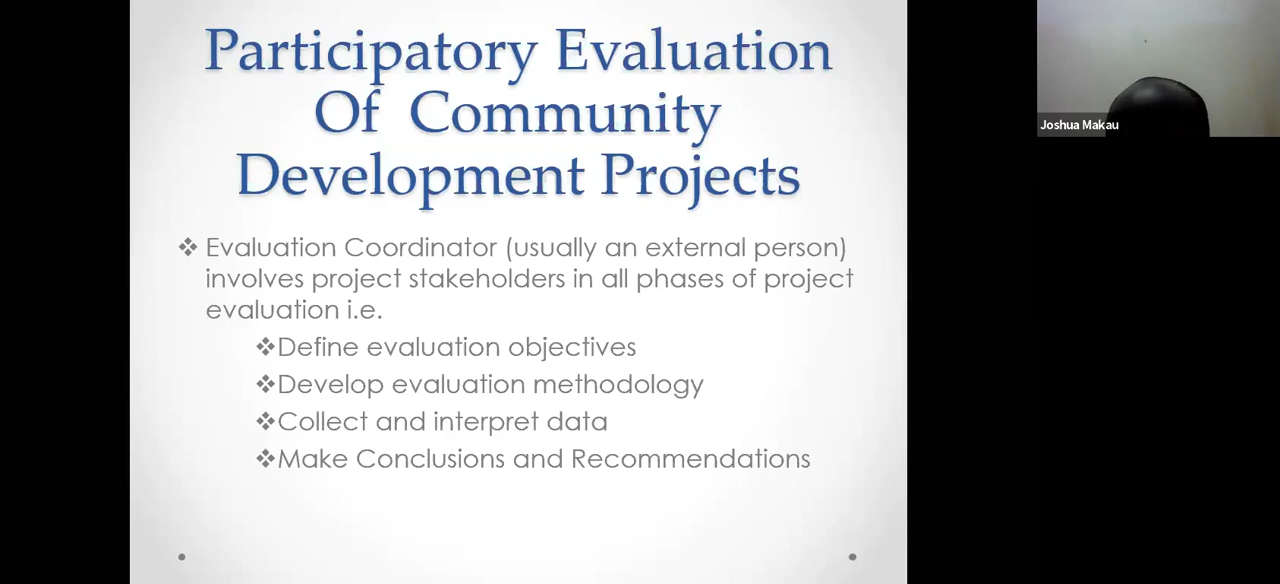 Participatory Evaluation
Of Community
Development Projects
❖ Evaluation Coordinator (usually an external person)
involves project stakeholders in all phases of project
evaluation i.e.
❖Define evaluation objectives
❖Develop evaluation methodology
❖Collect and interpret data
❖Make Conclusions and Recommendations
Joshua Makau